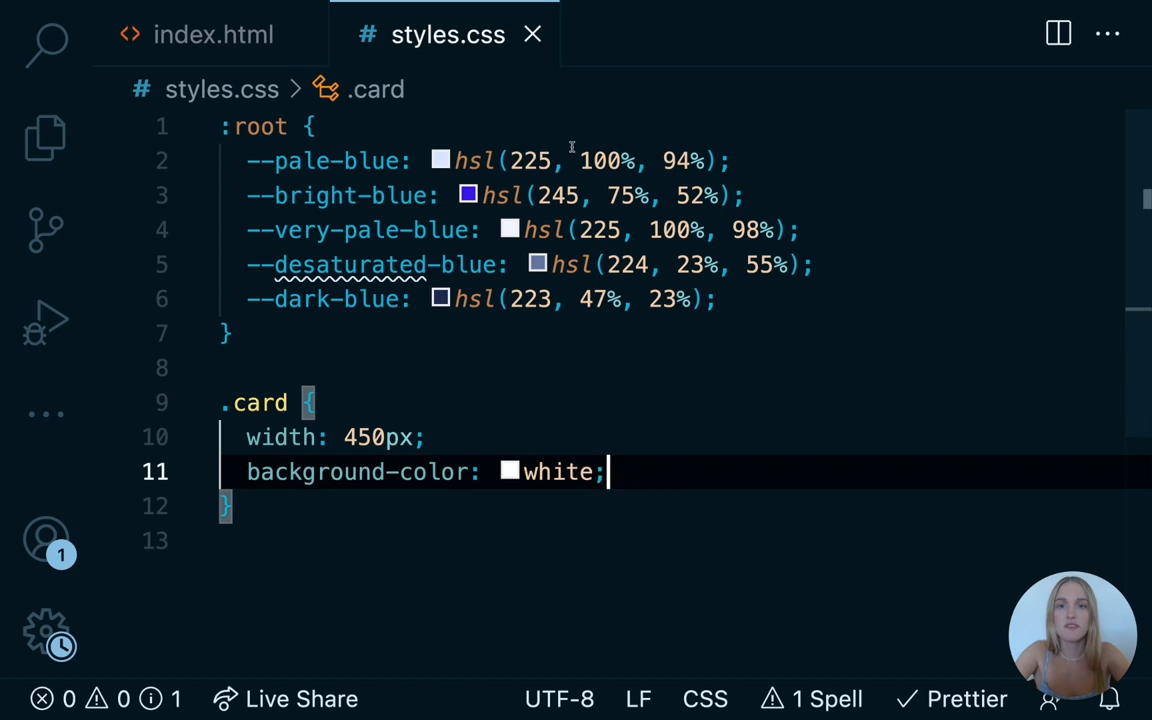 <> index.html
# styles.css ×
# styles.css > .card
1 :root {
2 --pale-blue: hsl(225, 100%, 94%);
3 --bright-blue: hsl(245, 75%, 52%);
4 --very-pale-blue: hsl(225, 100%, 98%);
5 --desaturated-blue: hsl(224, 23%, 55%);
6 --dark-blue: hsl(223, 47%, 23%);
7 }
8
9 .card {
10 width: 450px;
11 background-color: white;
12 }
13
1
0 0 1 Live Share UTF-8 LF CSS 1 Spell Prettier